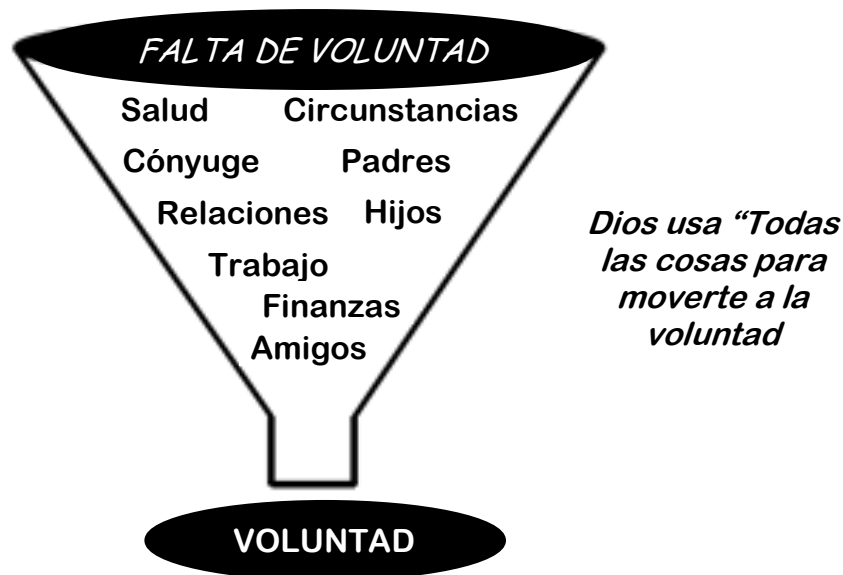 FALTA DE VOLUNTAD
Salud Circunstancias
Cónyuge Padres
Relaciones Hijos
Trabajo
Finanzas
Amigos
Dios usa “Todas
las cosas para
moverte a la
voluntad
VOLUNTAD